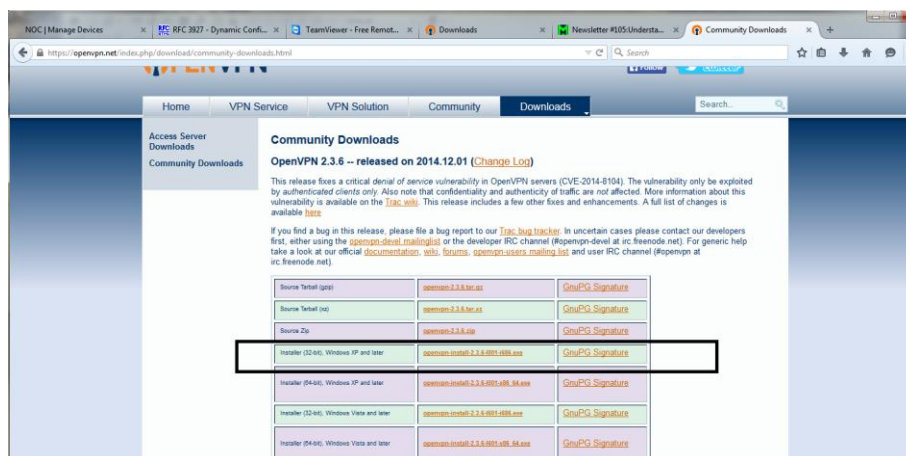 NOC | Manage Devices
RFC 3927 - Dynamic Confi...
TeamViewer - Free Remot...
Downloads
Newsletter #105:Understa...
Community Downloads
https://openvpn.net/index.php/download/community-downloads.html
Search
Home
VPN Service
VPN Solution
Community
Downloads
Search..
Access Server
Downloads
Community Downloads
Community Downloads
OpenVPN 2.3.6 -- released on 2014.12.01 (Change Log)
This release fixes a critical denial of service vulnerability in OpenVPN servers (CVE-2014-8104). The vulnerability only be exploited
by authenticated clients only. Also note that confidentiality and authenticity of traffic are not affected. More information about this
vulnerability is available on the Trac wiki. This release includes a few other fixes and enhancements. A full list of changes is
available here
If you find a bug in this release, please file a bug report to our Trac bug tracker. In uncertain cases please contact our developers
first, either using the openvpn-devel mailinglist or the developer IRC channel (#openvpn-devel at irc.freenode.net). For generic help
take a look at our official documentation, wiki, forums, openvpn-users mailing list and user IRC channel (#openvpn at
irc.freenode.net).
Source Tarball (gzip) openvpn-2.3.6.tar.gz GnuPG Signature
Source Tarball (xz) openvpn-2.3.6.tar.xz GnuPG Signature
Source Zip openvpn-2.3.6.zip GnuPG Signature
Installer (32-bit), Windows XP and later openvpn-install-2.3.6-I001-i686.exe GnuPG Signature
Installer (64-bit), Windows XP and later openvpn-install-2.3.6-I001-x86_64.exe GnuPG Signature
Installer (32-bit), Windows Vista and later openvpn-install-2.3.6-I601-i686.exe GnuPG Signature
Installer (64-bit), Windows Vista and later openvpn-install-2.3.6-I601-x86_64.exe GnuPG Signature